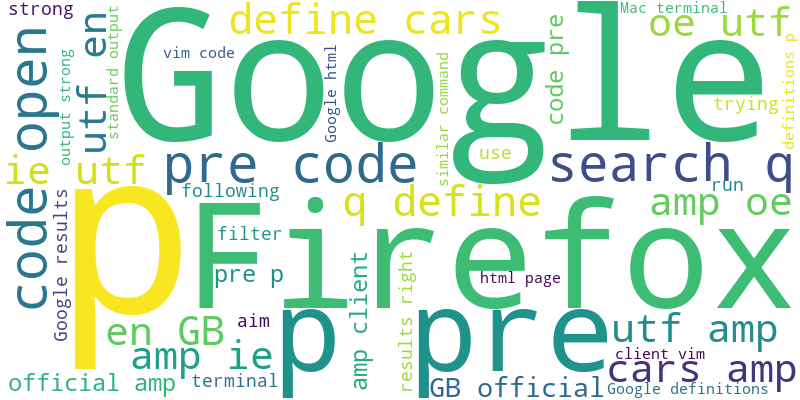 strong
open
utf en
standard output
output strong
Google
define cars
vim code
Google html
similar command
code pre
Mac terminal
oe utf
trying
definitions p
ie utf
pre code
use
search q
run
code
Google results
p
following
Firefox
filter
pre p
q define
amp oe
html page
en GB
aim
amp ie
p pre
amp client
results right
utf amp
client vim
cars amp
official amp
terminal
GB official
Google definitions